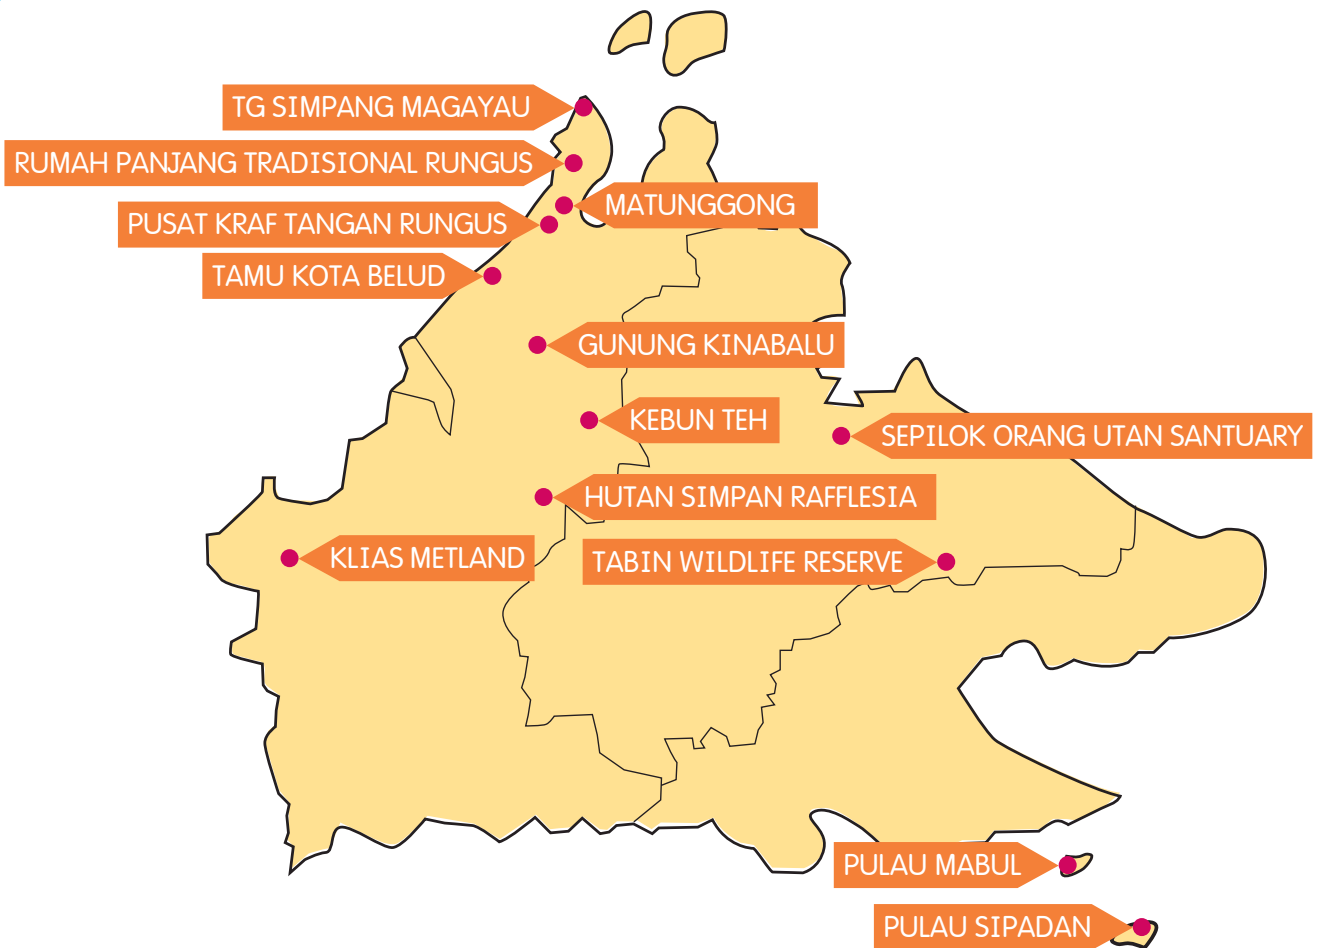 TG SIMPANG MAGAYAU
RUMAH PANJANG TRADISIONAL RUNGUS
MATUNGGONG
PUSAT KRAF TANGAN RUNGUS
TAMU KOTA BELUD
GUNUNG KINABALU
KEBUN TEH
SEPILOK ORANG UTAN SANTUARY
HUTAN SIMPAN RAFFLESIA
KLIAS METLAND
TABIN WILDLIFE RESERVE
PULAU MABUL
PULAU SIPADAN